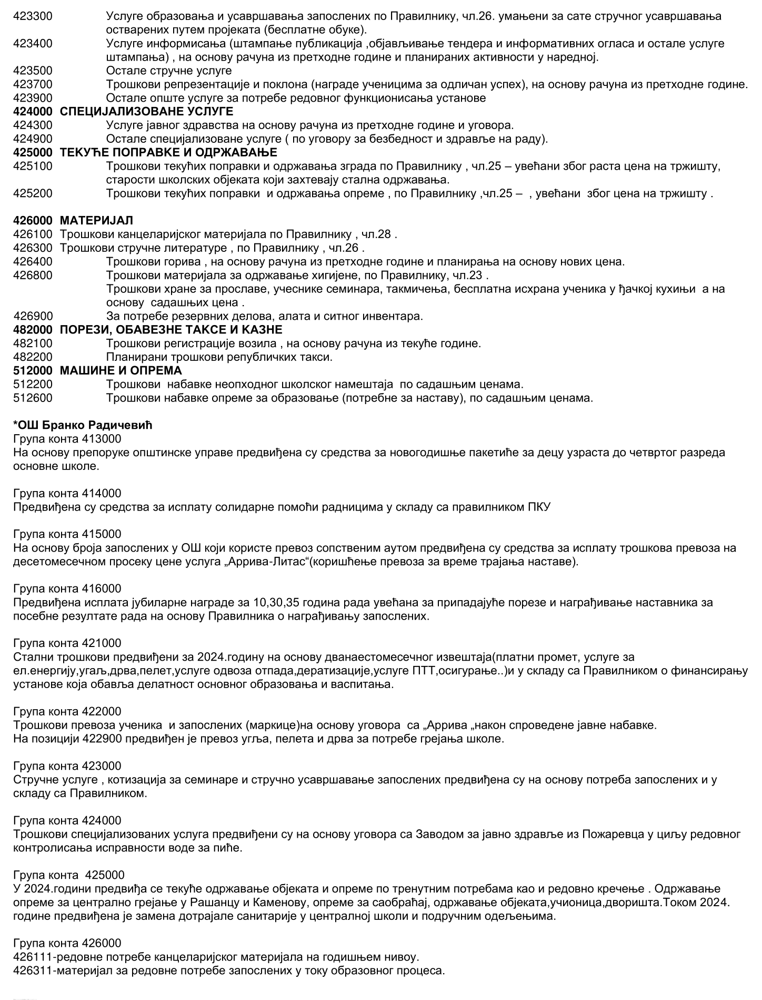 423300 Услуге образовања и усавршавања запослених по Правилнику, чл.26. умањени за сате стручног усавршавања
остварених путем пројеката (бесплатне обуке).
423400 Услуге информисања (штампање публикација ,објављивање тендера и информативних огласа и остале услуге
штампања) , на основу рачуна из претходне године и планираних активности у наредној.
423500 Остале стручне услуге
423700 Трошкови репрезентације и поклона (награде ученицима за одличан успех), на основу рачуна из претходне године.
423900 Остале опште услуге за потребе редовног функционисања установе
424000 СПЕЦИЈАЛИЗОВАНЕ УСЛУГЕ
424300 Услуге јавног здравства на основу рачуна из претходне године и уговора.
424900 Остале специјализоване услуге ( по уговору за безбедност и здравље на раду).
425000 ТЕКУЋЕ ПОПРАВКЕ И ОДРЖАВАЊЕ
425100 Трошкови текућих поправки и одржавања зграда по Правилнику , чл.25 – увећани због раста цена на тржишту,
старости школских објеката који захтевају стална одржавања.
425200 Трошкови текућих поправки и одржавања опреме , по Правилнику ,чл.25 – , увећани због цена на тржишту .
426000 МАТЕРИЈАЛ
426100 Трошкови канцеларијског материјала по Правилнику , чл.28 .
426300 Трошкови стручне литературе , по Правилнику , чл.26 .
426400 Трошкови горива , на основу рачуна из претходне године и планирања на основу нових цена.
426800 Трошкови материјала за одржавање хигијене, по Правилнику, чл.23 .
Трошкови хране за прославе, учеснике семинара, такмичења, бесплатна исхрана ученика у ђачкој кухињи а на
основу садашњих цена .
426900 За потребе резервних делова, алата и ситног инвентара.
482000 ПОРЕЗИ, ОБАВЕЗНЕ ТАКСЕ И КАЗНЕ
482100 Трошкови регистрације возила , на основу рачуна из текуће године.
482200 Планирани трошкови републичких такси.
512000 МАШИНЕ И ОПРЕМА
512200 Трошкови набавке неопходног школског намештаја по садашњим ценама.
512600 Трошкови набавке опреме за образовање (потребне за наставу), по садашњим ценама.
*ОШ Бранко Радичевић
Група конта 413000
На основу препоруке општинске управе предвиђена су средства за новогодишње пакетиће за децу узраста до четвртог разреда
основне школе.
Група конта 414000
Предвиђена су средства за исплату солидарне помоћи радницима у складу са правилником ПКУ
Група конта 415000
На основу броја запослених у ОШ који користе превоз сопственим аутом предвиђена су средства за исплату трошкова превоза на
десетомесечном просеку цене услуга „Аррива-Литас“(коришћење превоза за време трајања наставе).
Група конта 416000
Предвиђена исплата јубиларне награде за 10,30,35 година рада увећана за припадајуће порезе и награђивање наставника за
посебне резултате рада на основу Правилника о награђивању запослених.
Група конта 421000
Стални трошкови предвиђени за 2024.годину на основу дванаестомесечног извештаја(платни промет, услуге за
ел.енергију,угаљ,дрва,пелет,услуге одвоза отпада,дератизације,услуге ПТТ,осигурање..)и у складу са Правилником о финансирању
установе која обавља делатност основног образовања и васпитања.
Група конта 422000
Трошкови превоза ученика и запослених (маркице)на основу уговора са „Аррива „након спроведене јавне набавке.
На позицији 422900 предвиђен је превоз угља, пелета и дрва за потребе грејања школе.
Група конта 423000
Стручне услуге , котизација за семинаре и стручно усавршавање запослених предвиђена су на основу потреба запослених и у
складу са Правилником.
Група конта 424000
Трошкови специјализованих услуга предвиђени су на основу уговора са Заводом за јавно здравље из Пожаревца у циљу редовног
контролисања исправности воде за пиће.
Група конта 425000
У 2024.години предвиђа се текуће одржавање објеката и опреме по тренутним потребама као и редовно кречење . Одржавање
опреме за централно грејање у Рашанцу и Каменову, опреме за саобраћај, одржавање објеката,учионица,дворишта.Током 2024.
године предвиђена је замена дотрајале санитарије у централној школи и подручним одељењима.
Група конта 426000
426111-редовне потребе канцеларијског материјала на годишњем нивоу.
426311-материјал за редовне потребе запослених у току образовног процеса.